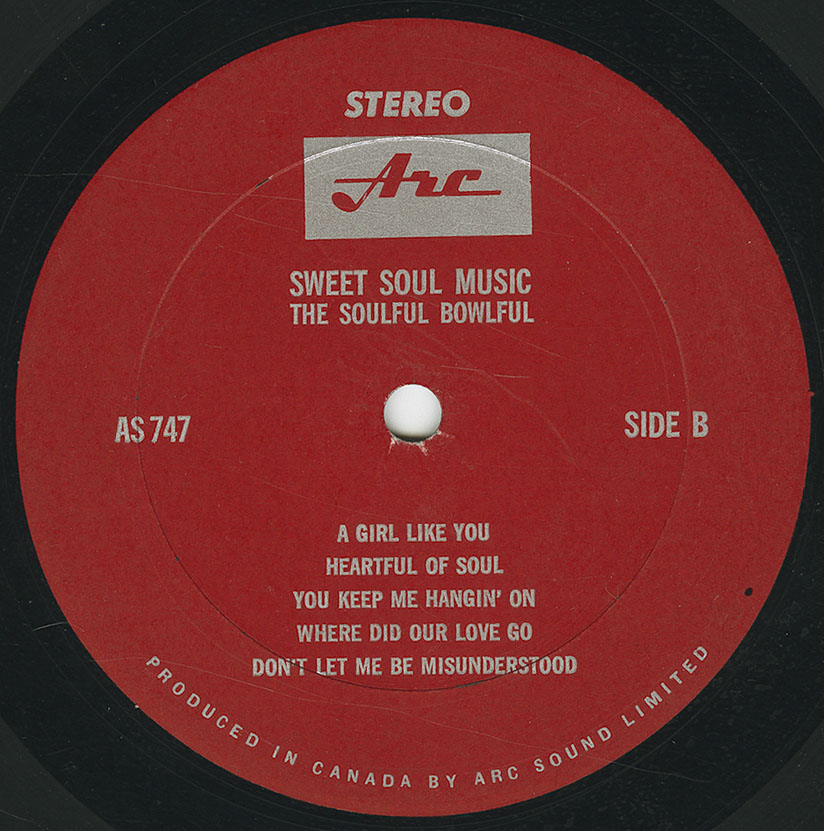 STEREO
Arc
SWEET SOUL MUSIC
THE SOULFUL BOWLFUL
AS 747
SIDE B
A GIRL LIKE YOU
HEARTFUL OF SOUL
YOU KEEP ME HANGIN' ON
WHERE DID OUR LOVE GO
DON'T LET ME BE MISUNDERSTOOD
PRODUCED IN CANADA BY ARC SOUND LIMITED